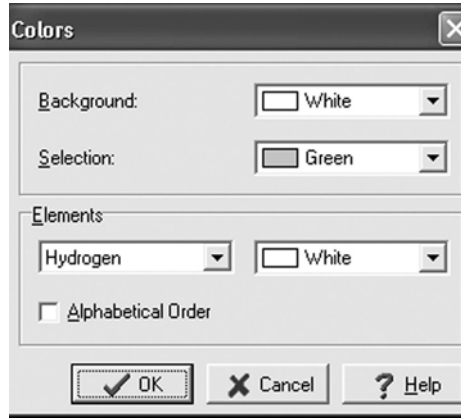 Colors
Background: White
Selection: Green
Elements
Hydrogen White
Alphabetical Order
OK Cancel Help